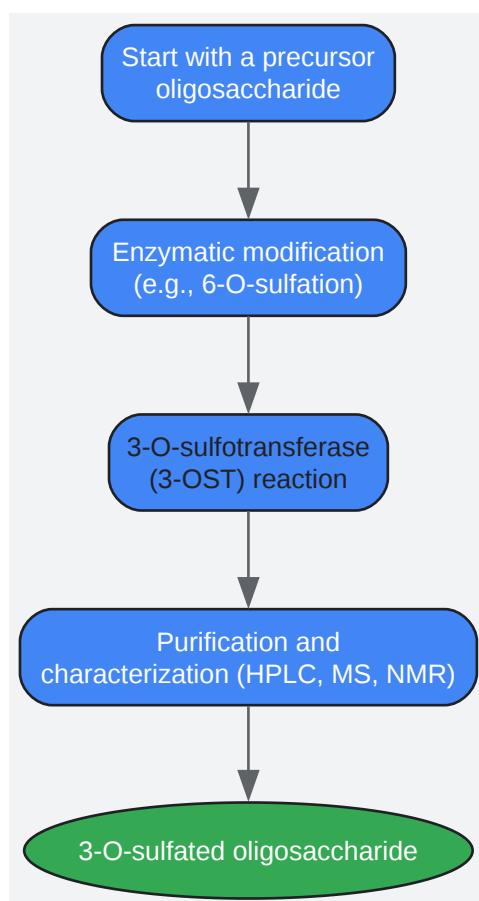 Start with a precursor
oligosaccharide
Enzymatic modification
(e.g., 6-O-sulfation)
3-O-sulfotransferase
(3-OST) reaction
Purification and
characterization (HPLC, MS, NMR)
3-O-sulfated oligosaccharide